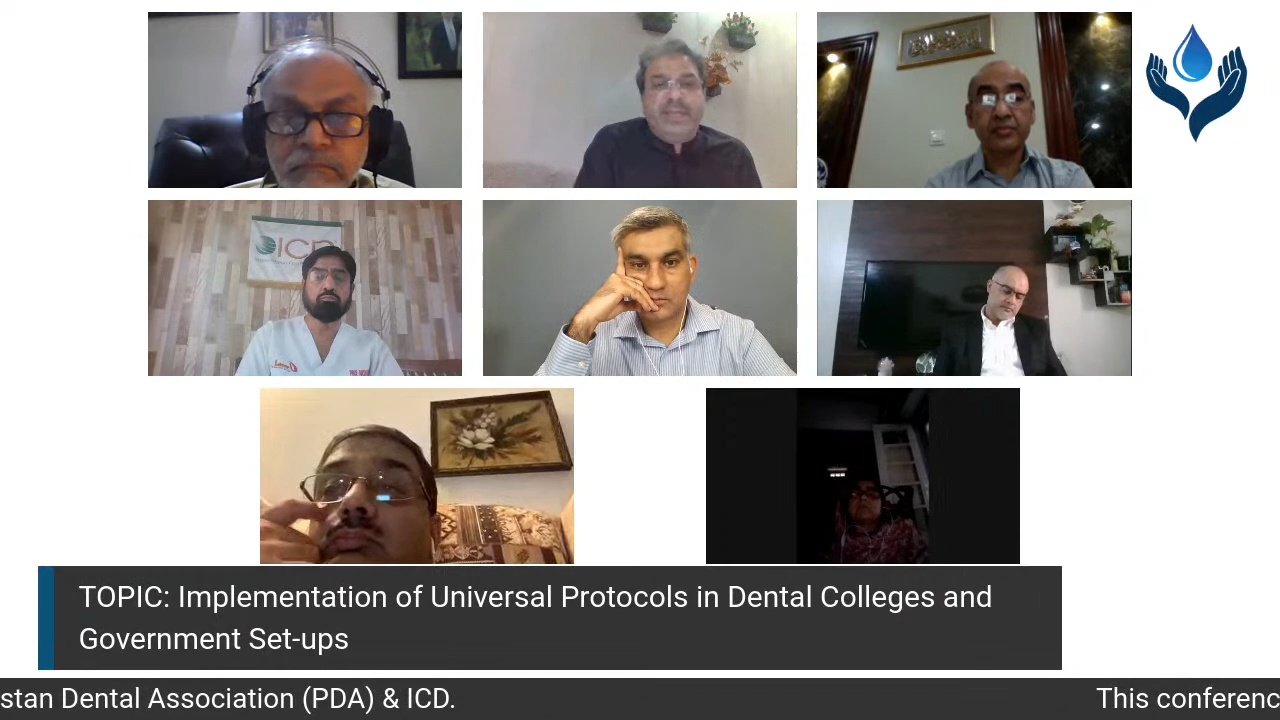 ICD
TOPIC: Implementation of Universal Protocols in Dental Colleges and
Government Set-ups
stan Dental Association (PDA) & ICD.
This conferenc